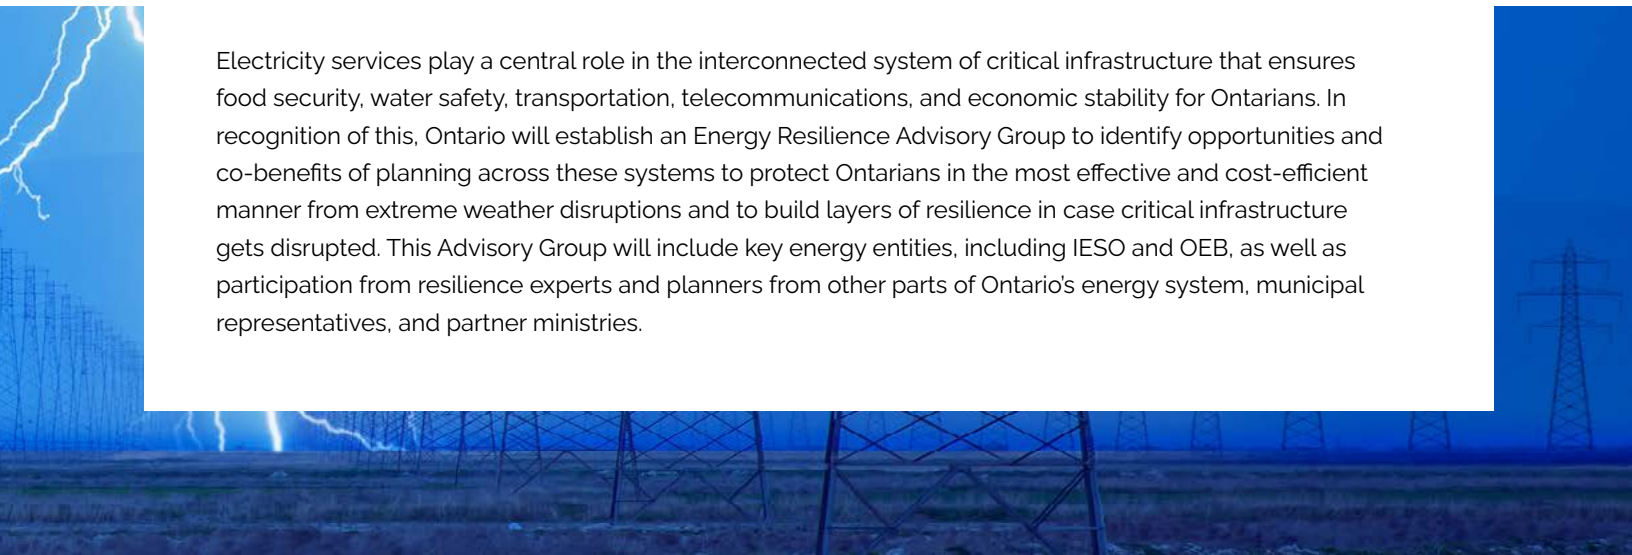 Electricity services play a central role in the interconnected system of critical infrastructure that ensures
food security, water safety, transportation, telecommunications, and economic stability for Ontarians. In
recognition of this, Ontario will establish an Energy Resilience Advisory Group to identify opportunities and
co-benefits of planning across these systems to protect Ontarians in the most effective and cost-efficient
manner from extreme weather disruptions and to build layers of resilience in case critical infrastructure
gets disrupted. This Advisory Group will include key energy entities, including IESO and OEB, as well as
participation from resilience experts and planners from other parts of Ontario’s energy system, municipal
representatives, and partner ministries.